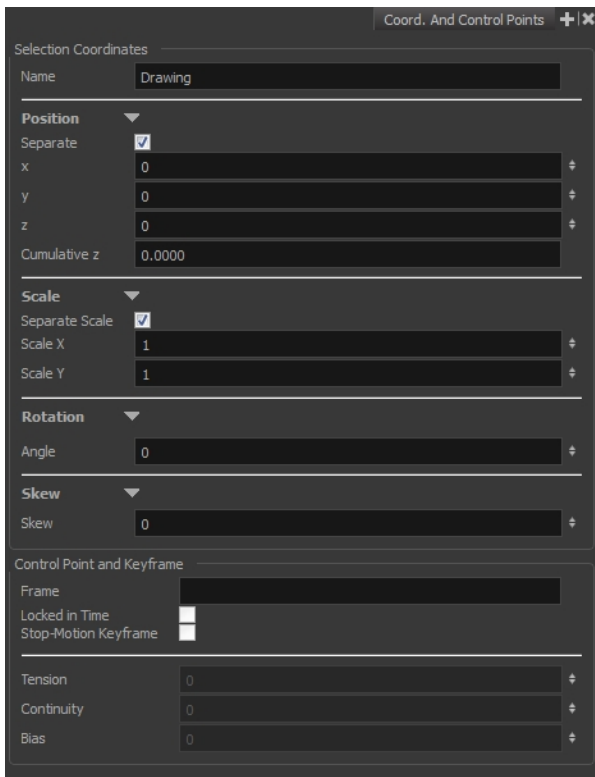 Coord. And Control Points
Selection Coordinates
Name Drawing
Position
Separate
x 0
y 0
z 0
Cumulative z 0.0000
Scale
Separate Scale
Scale X 1
Scale Y 1
Rotation
Angle 0
Skew
Skew 0
Control Point and Keyframe
Frame
Locked in Time
Stop-Motion Keyframe
Tension 0
Continuity 0
Bias 0